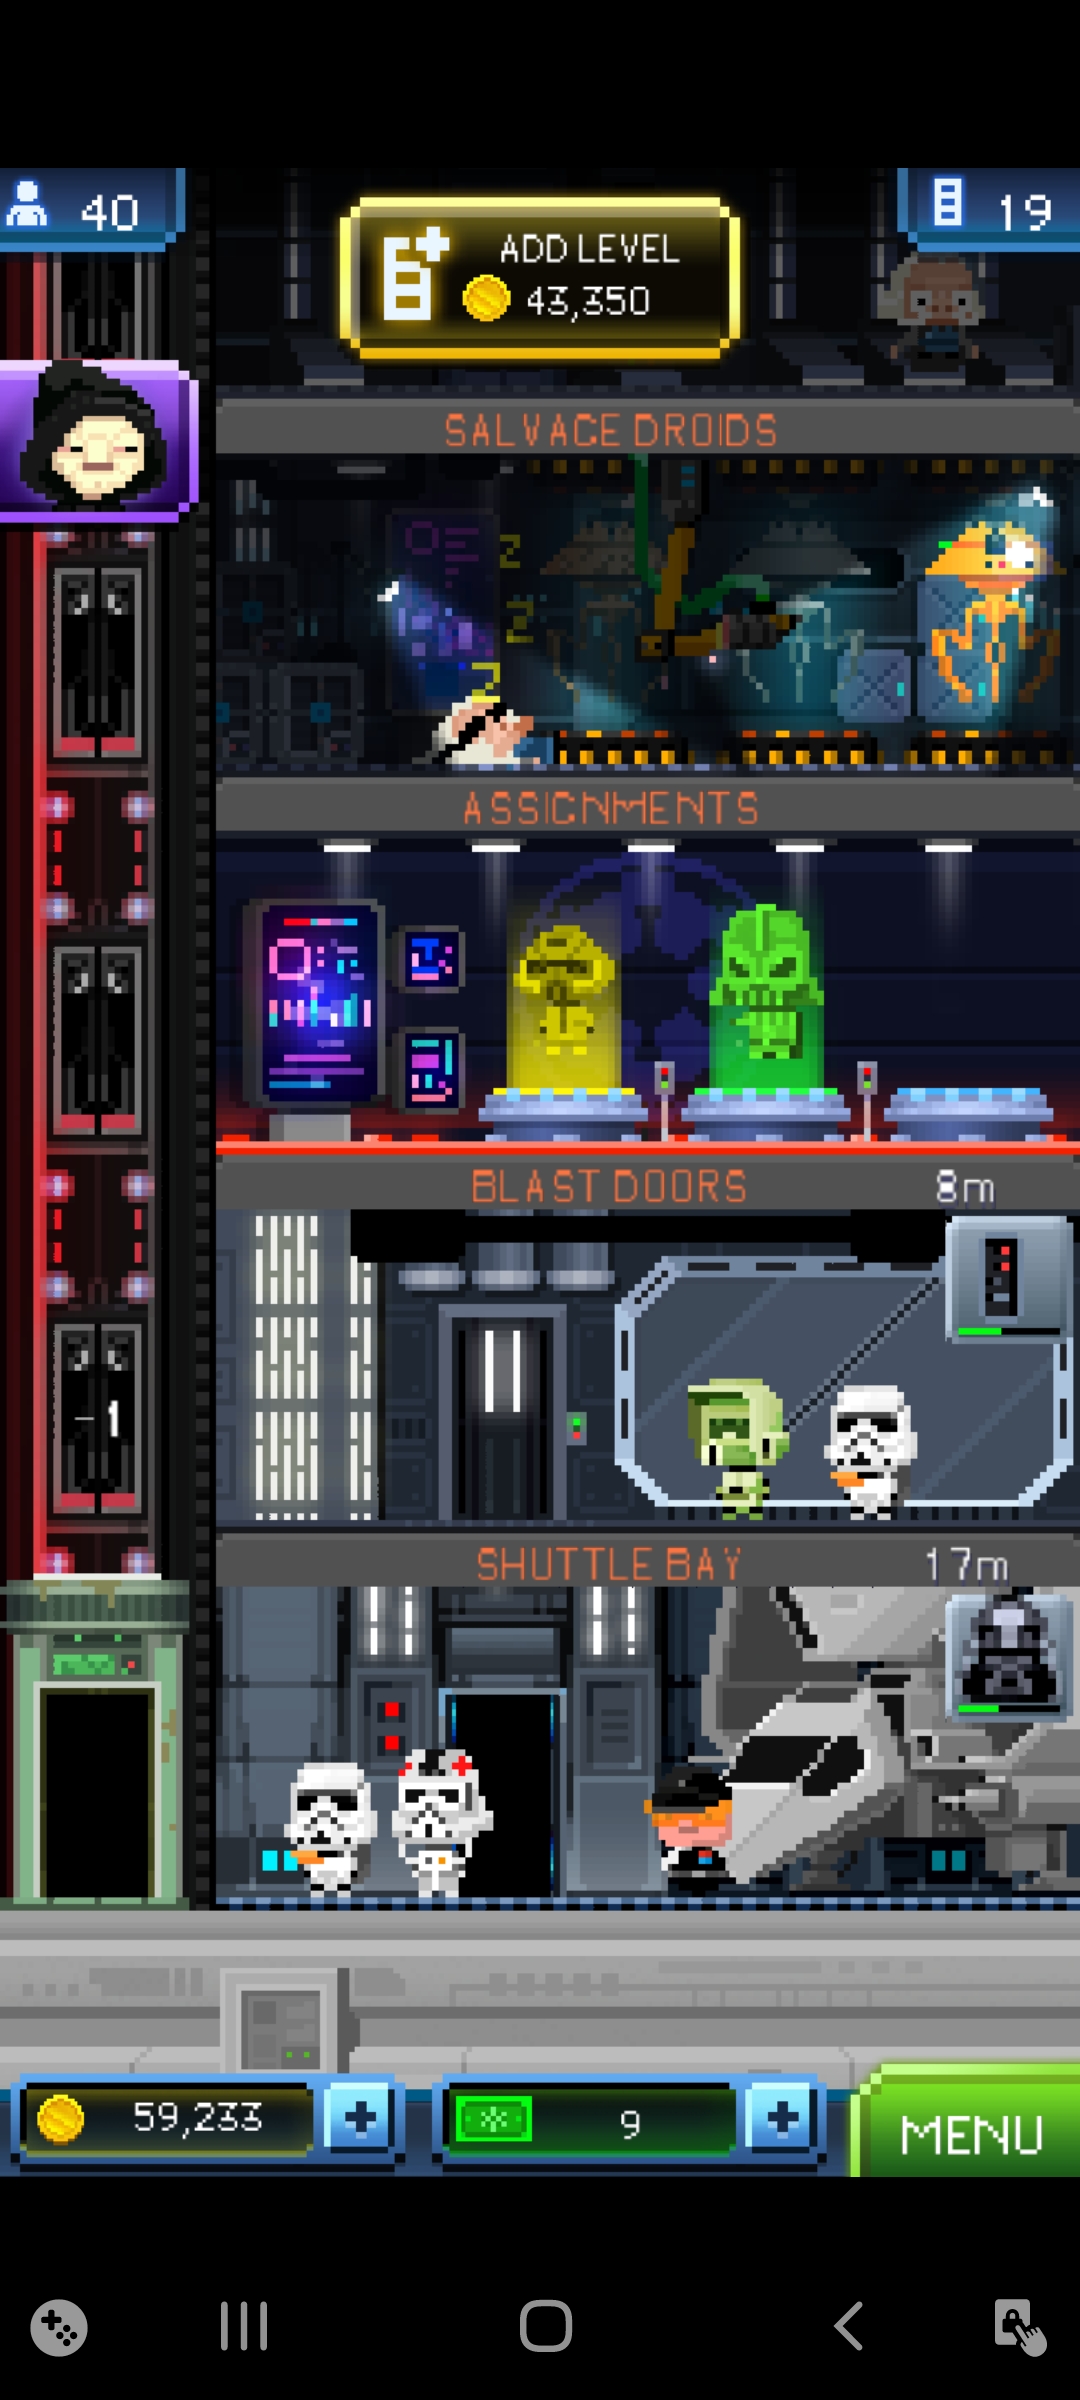 40
ADD LEVEL
43,350
19
SALVAGE DROIDS
Z
Z
Z
ASSIGNMENTS
BLAST DOORS
8m
-1
SHUTTLE BAY
17m
59,233
9
MENU